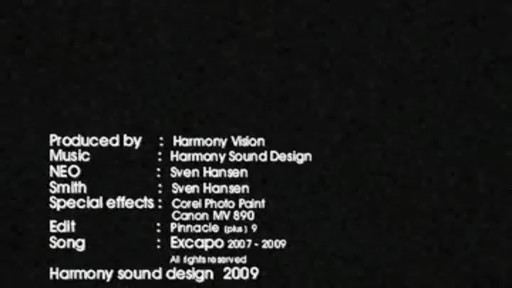 Produced by : Harmony Vision
Music : Harmony Sound Design
NEO : Sven Hansen
Smith : Sven Hansen
Special effects : Corel Photo Paint
Canon MV 890
Edit : Pinnacle (plus) 9
Song : Excapo 2007 - 2009
All rights reserved
Harmony sound design 2009